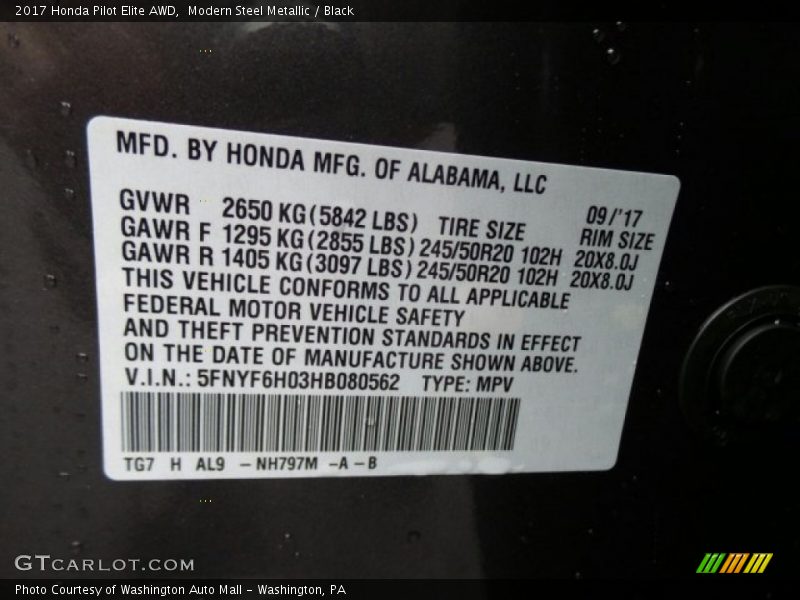 2017 Honda Pilot Elite AWD,  Modern Steel Metallic / Black
MFD. BY HONDA MFG. OF ALABAMA, LLC
09/'17
GVWR 2650 KG(5842 LBS) TIRE SIZE RIM SIZE
GAWR F 1295 KG(2855 LBS) 245/50R20 102H 20X8.0J
GAWR R 1405 KG(3097 LBS) 245/50R20 102H 20X8.0J
THIS VEHICLE CONFORMS TO ALL APPLICABLE
FEDERAL MOTOR VEHICLE SAFETY
AND THEFT PREVENTION STANDARDS IN EFFECT
ON THE DATE OF MANUFACTURE SHOWN ABOVE.
V.I.N.: 5FNYF6H03HB080562 TYPE: MPV
TG7 H AL9 – NH797M –A – B
GTCARLOT.COM
Photo Courtesy of Washington Auto Mall - Washington, PA